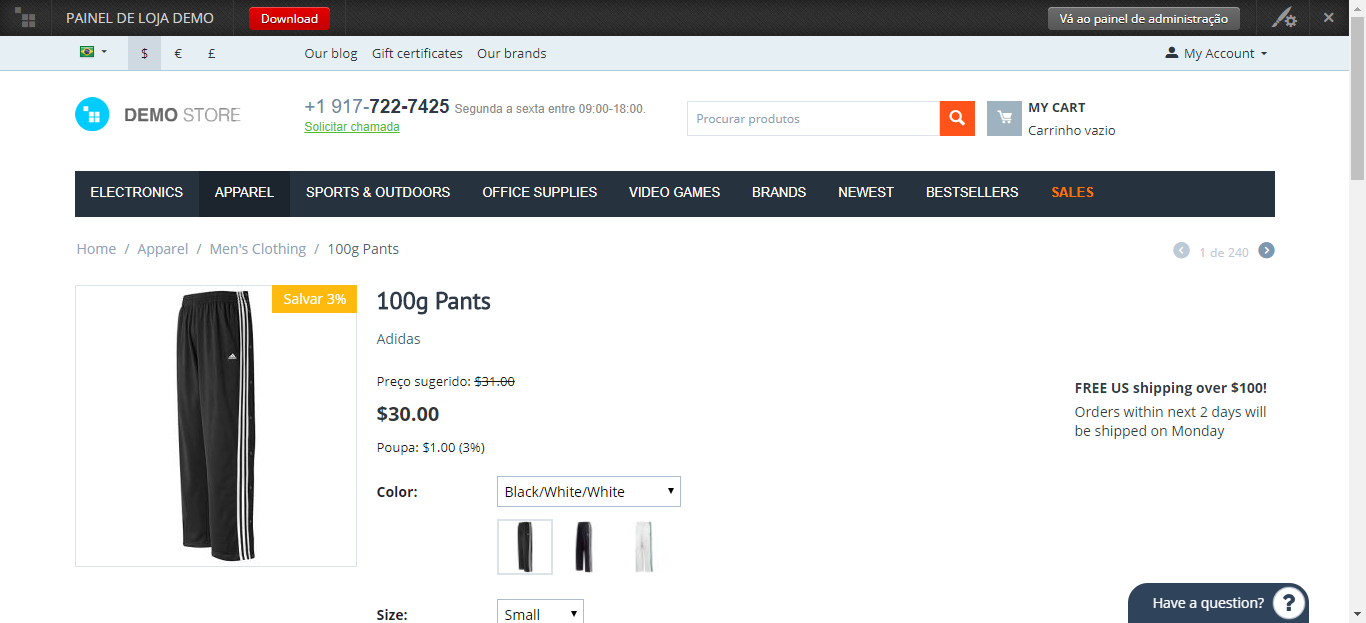 PAINEL DE LOJA DEMO Download Vá ao painel de administração
$ € £ Our blog Gift certificates Our brands My Account
DEMO STORE
+1 917-722-7425 Segunda a sexta entre 09:00-18:00.
Solicitar chamada
Procurar produtos
MY CART
Carrinho vazio
ELECTRONICS APPAREL SPORTS & OUTDOORS OFFICE SUPPLIES VIDEO GAMES BRANDS NEWEST BESTSELLERS SALES
Home / Apparel / Men's Clothing / 100g Pants 1 de 240
Salvar 3%
100g Pants
Adidas
Preço sugerido: $31.00
$30.00
Poupa: $1.00 (3%)
FREE US shipping over $100!
Orders within next 2 days will
be shipped on Monday
Color: Black/White/White
Size: Small
Have a question? ?